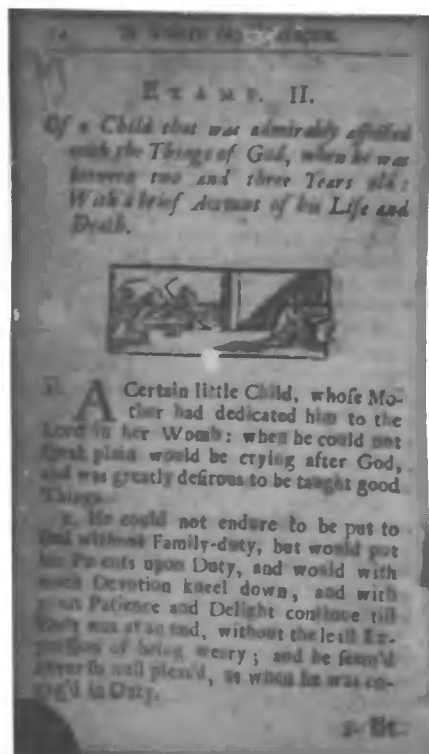 14 A Token for Children.
EXAMP. II.
Of a Child that was admirably affected
with the Things of God, when he was
between two and three Years old:
With a brief Account of his Life and
Death.
1. A Certain little Child, whoſe Mo-
ther had dedicated him to the
Lord in her Womb: when he could not
ſpeak plain would be crying after God,
and was greatly deſirous to be taught good
Things.
2. He could not endure to be put to
Bed without Family-duty, but would put
his Parents upon Duty, and would with
much Devotion kneel down, and with
great Patience and Delight continue till
Duty was at an end, without the leaſt Ex-
preſſion of being weary; and he ſeem'd
never ſo well pleas'd, as when he was en-
gag'd in Duty.
3. He